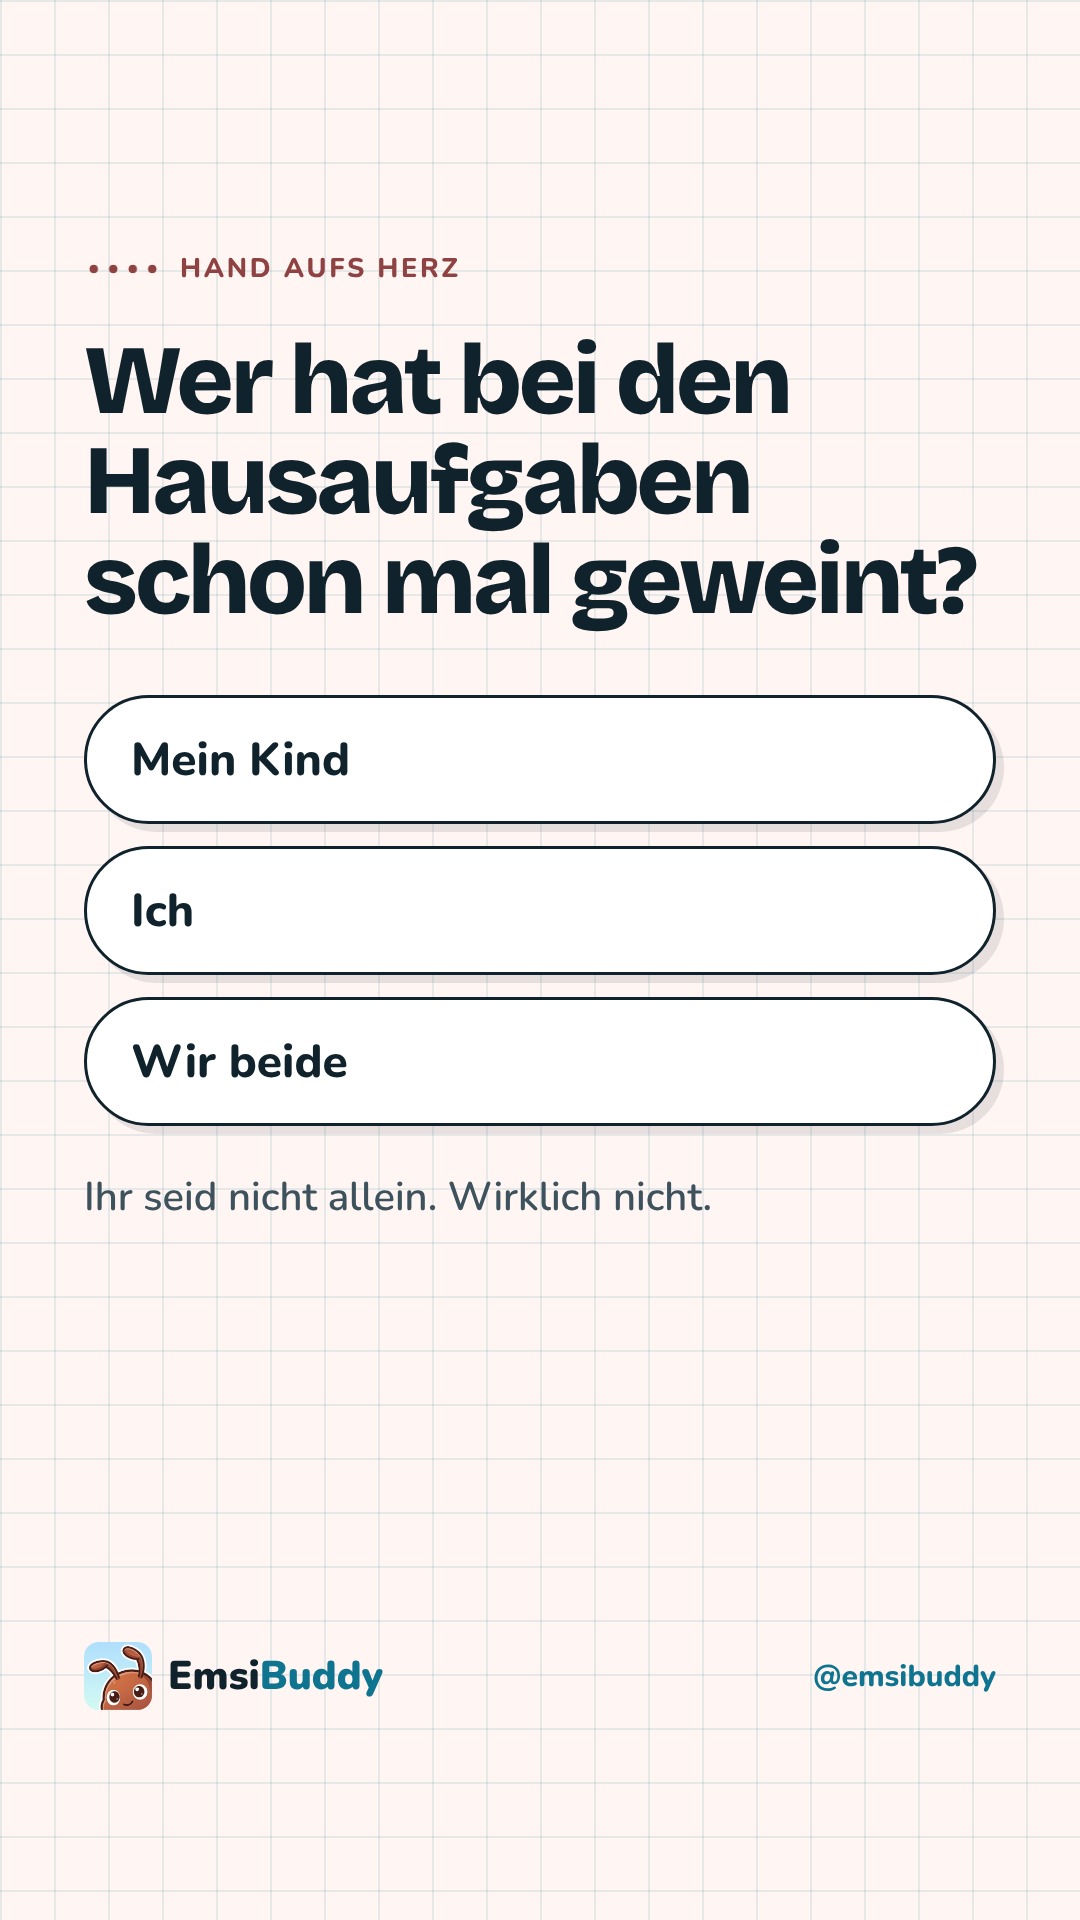 HAND AUFS HERZ
Wer hat bei den
Hausaufgaben
schon mal geweint?
Mein Kind
Ich
Wir beide
Ihr seid nicht allein. Wirklich nicht.
EmsiBuddy
@emsibuddy